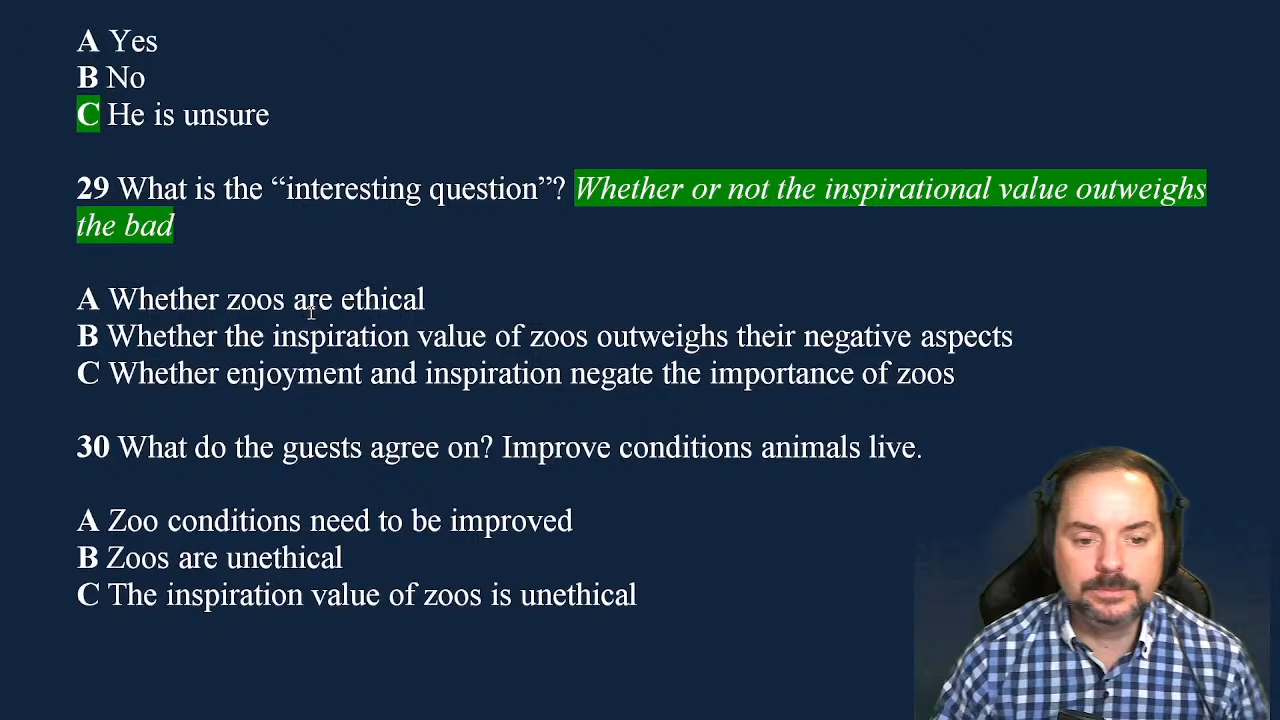 A Yes
B No
C He is unsure
29 What is the “interesting question”? Whether or not the inspirational value outweighs
the bad
A Whether zoos are ethical
B Whether the inspiration value of zoos outweighs their negative aspects
C Whether enjoyment and inspiration negate the importance of zoos
30 What do the guests agree on? Improve conditions animals live.
A Zoo conditions need to be improved
B Zoos are unethical
C The inspiration value of zoos is unethical